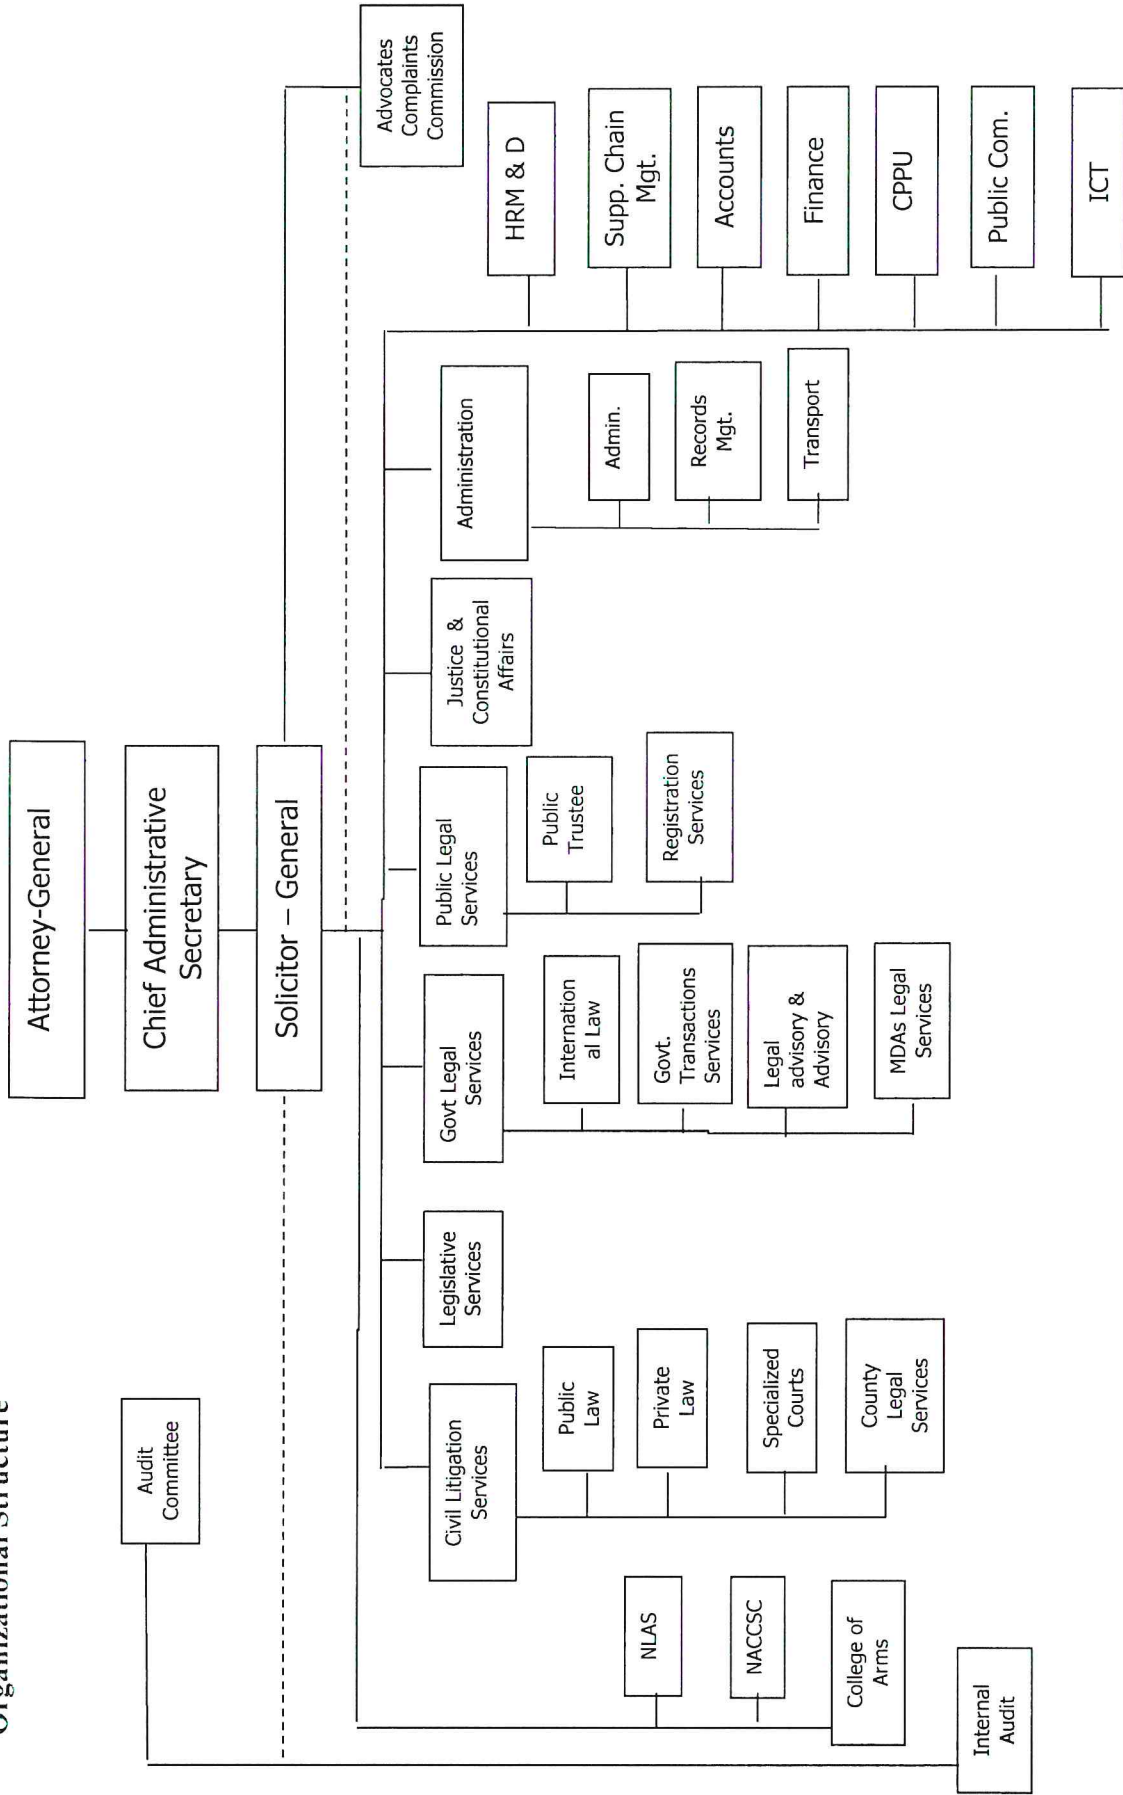 Organizational Structure
Attorney-General
Chief Administrative
Secretary
Audit
Committee
Solicitor – General
Advocates
Complaints
Commission
Civil Litigation
Services
Legislative
Services
Govt Legal
Services
Public Legal
Services
Justice &
Constitutional
Affairs
Administration
NLAS
NACCSC
College of
Arms
Internal
Audit
Public
Law
Private
Law
Specialized
Courts
County
Legal
Services
Internation
al Law
Govt.
Transactions
Services
Legal
advisory &
Advisory
MDAs Legal
Services
Public
Trustee
Registration
Services
Admin.
Records
Mgt.
Transport
HRM & D
Supp. Chain
Mgt.
Accounts
Finance
CPPU
Public Com.
ICT